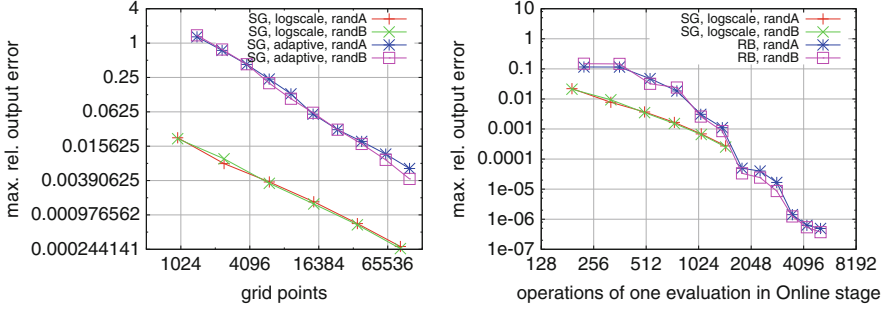 max. rel. output error
4
1
0.25
0.0625
0.015625
0.00390625
0.000976562
0.000244141
SG, logscale, randA
SG, logscale, randB
SG, adaptive, randA
SG, adaptive, randB
1024
4096
16384
65536
grid points
max. rel. output error
10
1
0.1
0.01
0.001
0.0001
1e-05
1e-06
1e-07
SG, logscale, randA
SG, logscale, randB
RB, randA
RB, randB
128
256
512
1024
2048
4096
8192
operations of one evaluation in Online stage